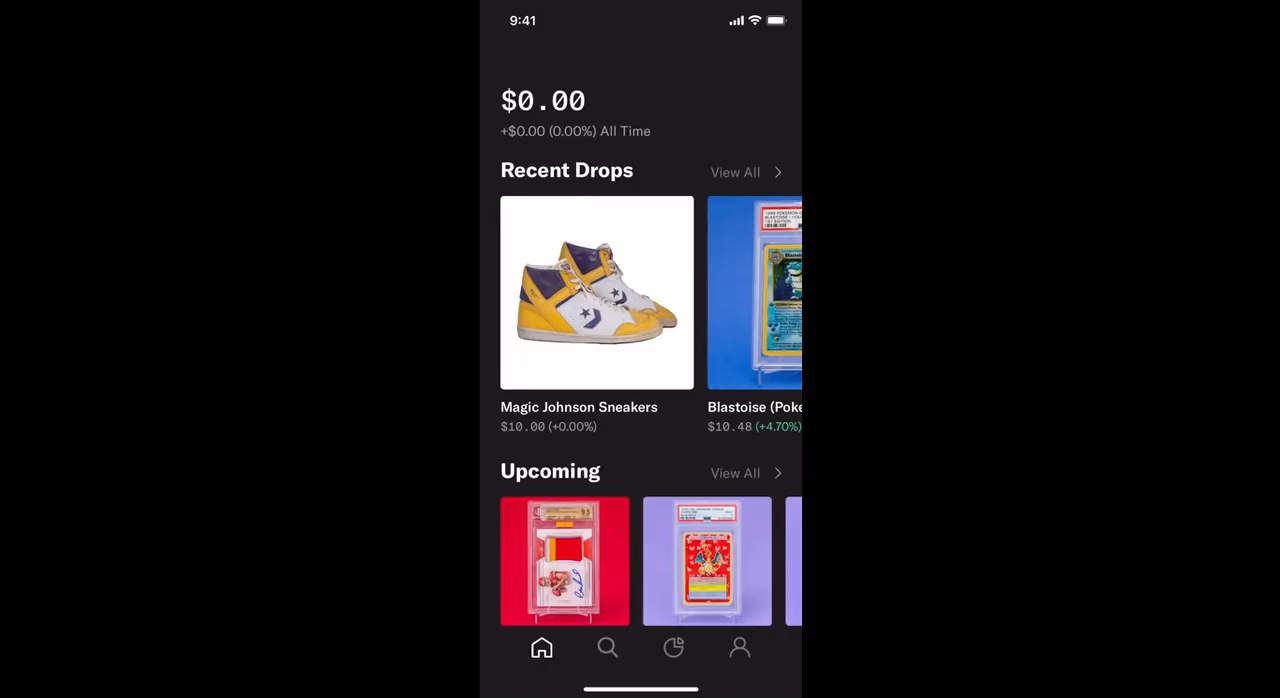 9:41
$0.00
+$0.00 (0.00%) All Time
Recent Drops
View All
Magic Johnson Sneakers
$10.00 (+0.00%)
Blastoise (Poke
$10.48 (+4.70%)
Upcoming
View All